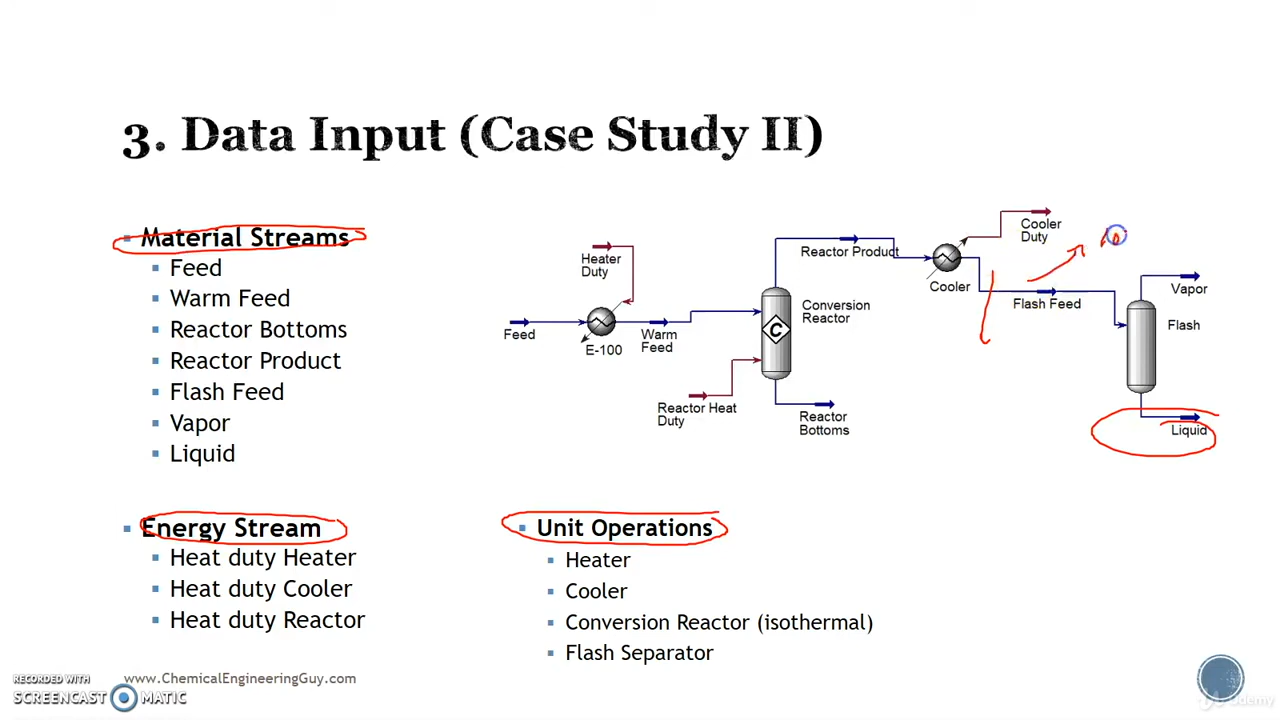 3. Data Input (Case Study II)
Material Streams
Feed
Warm Feed
Reactor Bottoms
Reactor Product
Flash Feed
Vapor
Liquid
Energy Stream
Heat duty Heater
Heat duty Cooler
Heat duty Reactor
Unit Operations
Heater
Cooler
Conversion Reactor (isothermal)
Flash Separator
Feed
Heater
Duty
E-100
Warm
Feed
Reactor Heat
Duty
C
Conversion
Reactor
Reactor
Bottoms
Reactor Product
Cooler
Cooler
Duty
Flash Feed
Vapor
Flash
Liquid
www.ChemicalEngineeringGuy.com
RECORDED WITH
SCREENCAST MATIC
Udemy